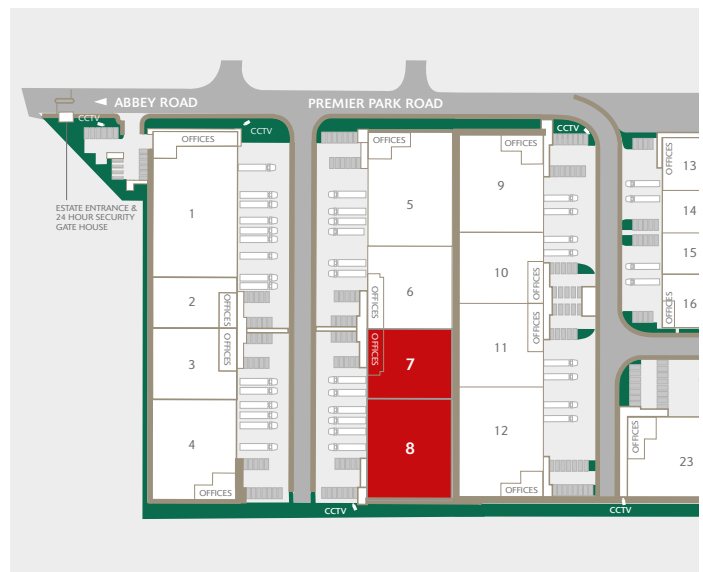 ABBEY ROAD
PREMIER PARK ROAD
CCTV
CCTV
CCTV
ESTATE ENTRANCE &
24 HOUR SECURITY
GATE HOUSE
OFFICES
1
2
OFFICES
3
OFFICES
4
OFFICES
OFFICES
5
6
OFFICES
7
OFFICES
8
OFFICES
9
10
OFFICES
11
OFFICES
12
OFFICES
OFFICES
13
14
15
16
OFFICES
OFFICES
23
CCTV
CCTV